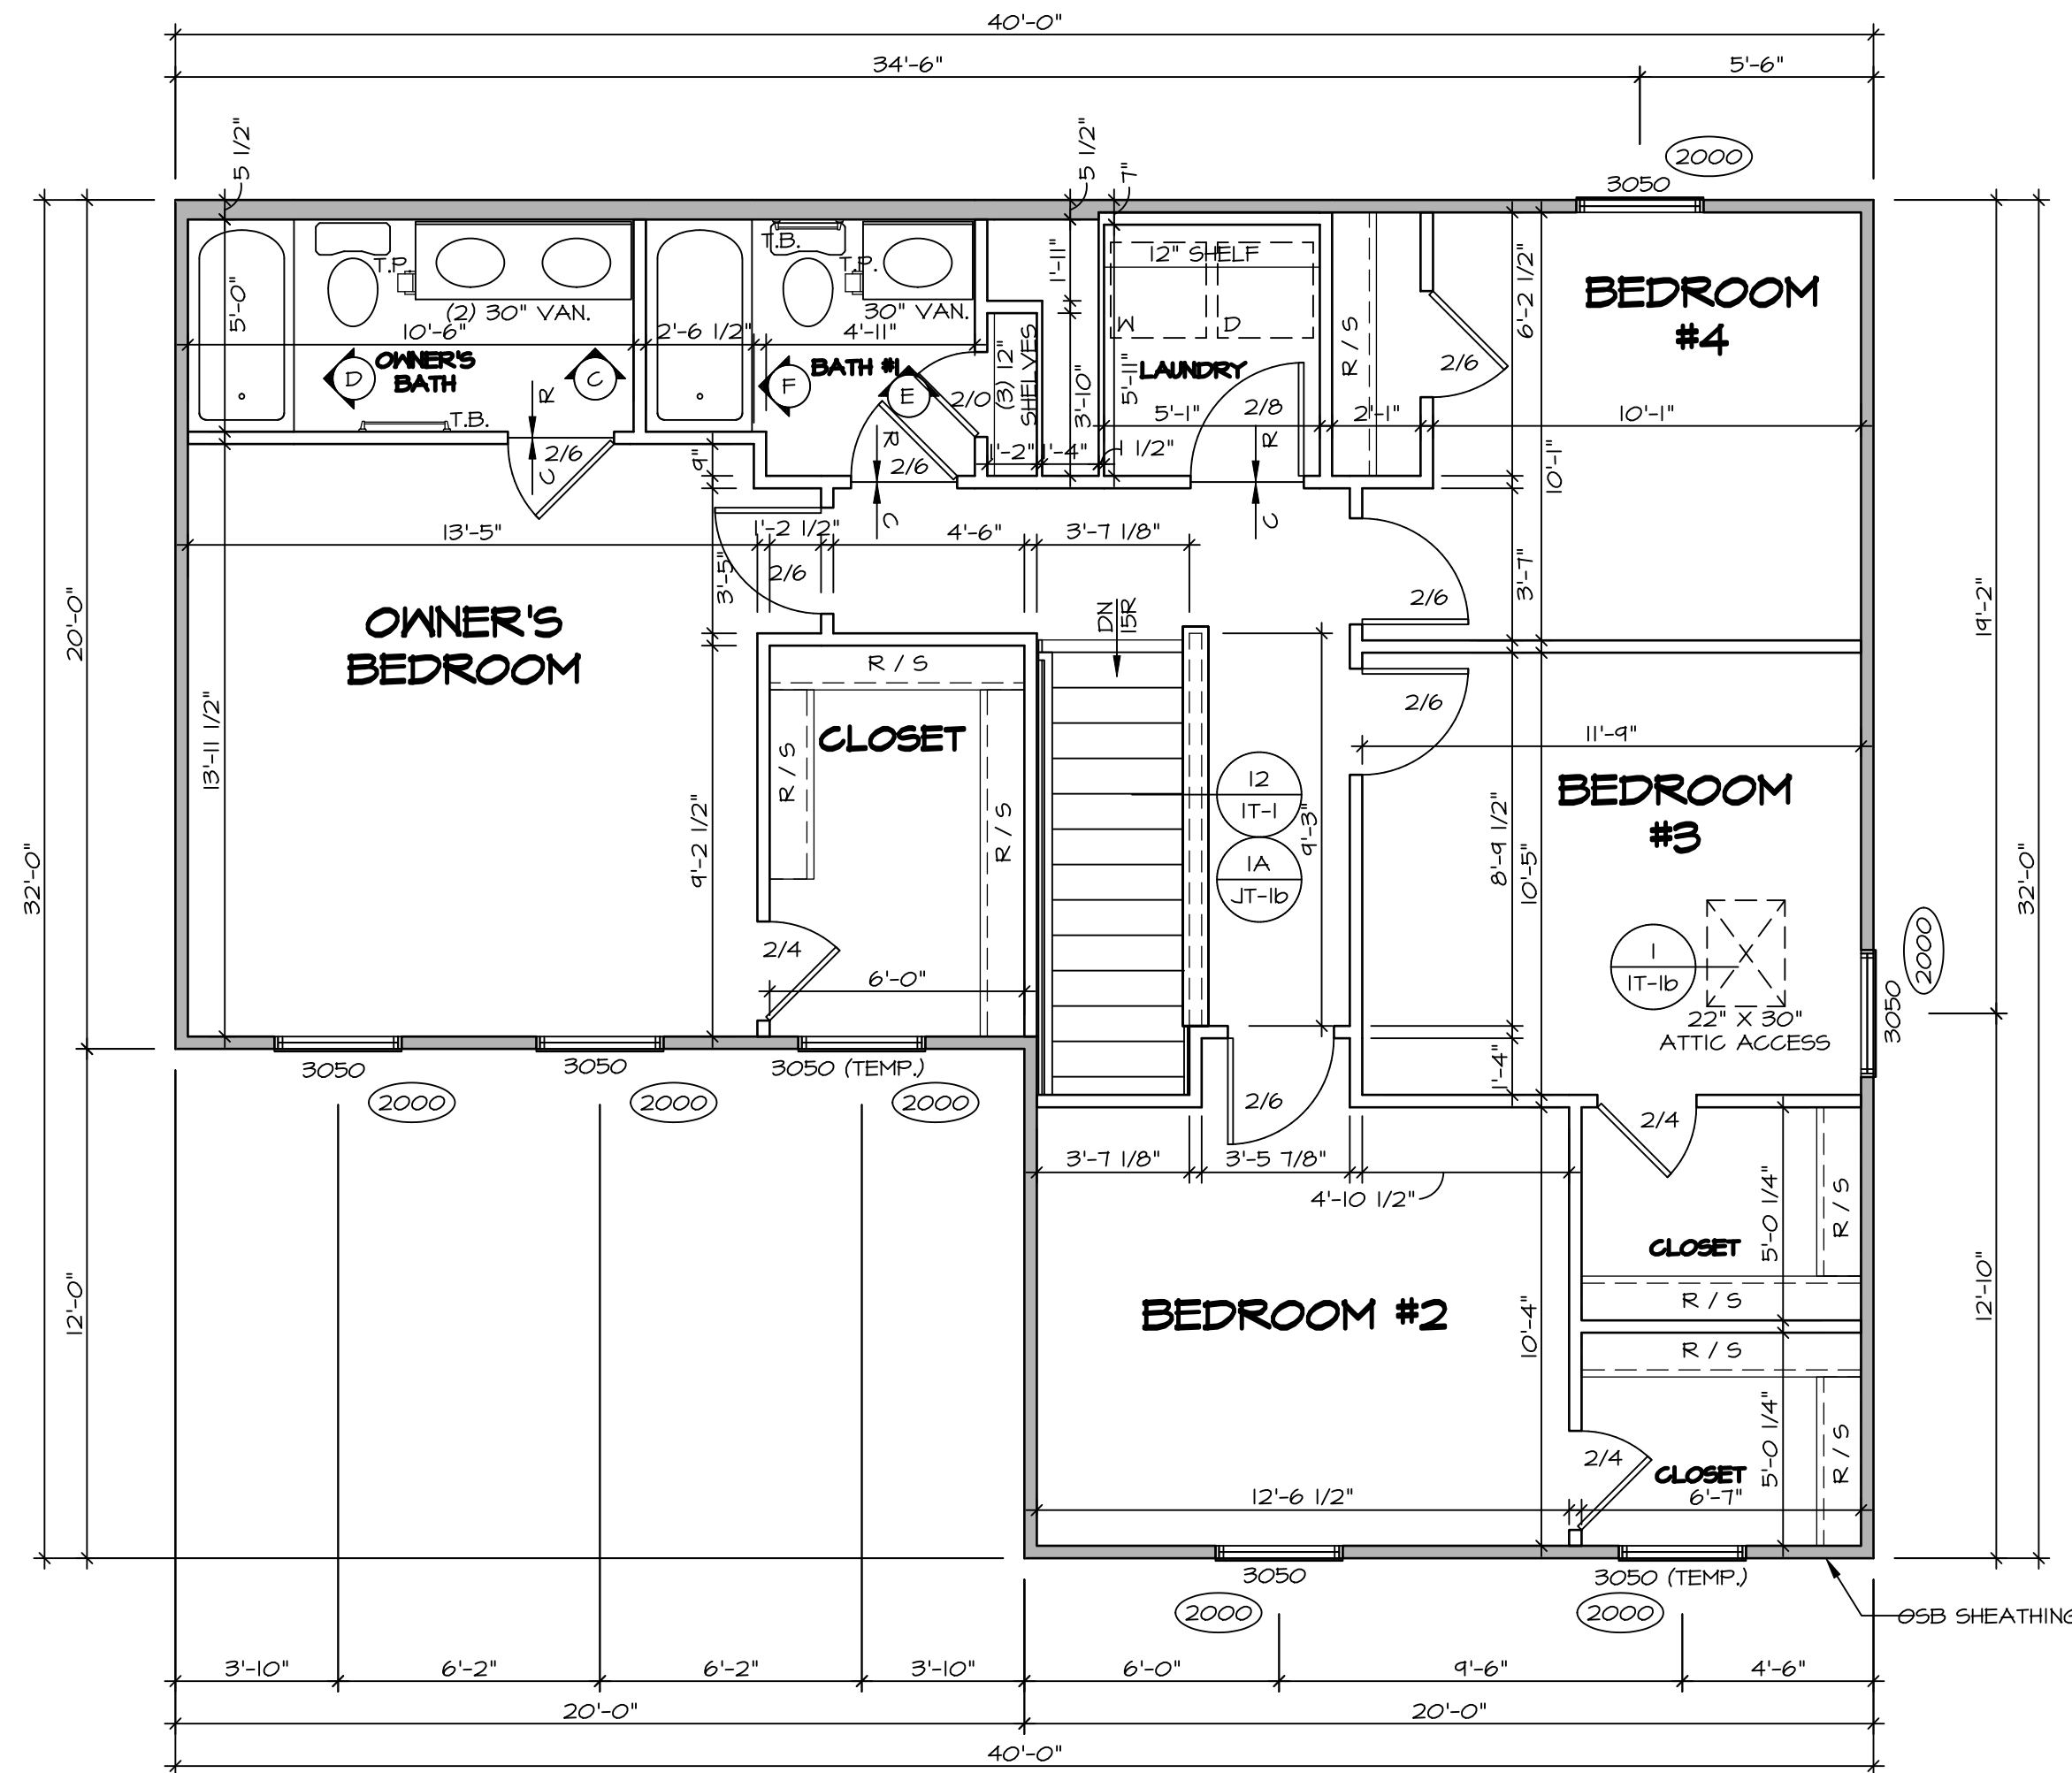 40'-0"
34'-6"
5'-6"
5 1/2"
5 1/2"
7"
2000
3050
T.B.
T.P.
T.P.
(2) 30" VAN.
30" VAN.
12" SHELF
W
D
5'-0"
10'-6"
2'-6 1/2"
4'-11"
1'-11"
6'-2 1/2"
BEDROOM
#4
D
OWNER'S
BATH
C
F
BATH #1
E
2/0
(3) 12"
SHELVES
3'-10"
5'-11"
LAUNDRY
R / S
2/6
T.B.
R
C
2/6
9"
R
2/6
C
1'-2"
1'-4"
1 1/2"
5'-1"
2/8
R
C
2'-1"
10'-1"
10'-1"
13'-5"
1'-2 1/2"
4'-6"
3'-7 1/8"
3'-5"
2/6
2/6
3'-7"
20'-0"
19'-2"
OWNER'S
BEDROOM
DN
15R
R / S
2/6
13'-11 1/2"
CLOSET
R / S
R / S
9'-2 1/2"
12
1T-1
1A
JT-1b
9'-3"
11'-9"
BEDROOM
#3
8'-9 1/2"
10'-5"
32'-0"
32'-0"
2/4
6'-0"
1
1T-1b
22" X 30"
ATTIC ACCESS
3050
2000
3050
3050
3050 (TEMP.)
2000
2000
2000
1'-4"
2/6
2/4
3'-7 1/8"
3'-5 7/8"
4'-10 1/2"
5'-0 1/4"
R / S
CLOSET
R / S
12'-0"
12'-10"
BEDROOM #2
10'-4"
R / S
5'-0 1/4"
R / S
2/4
CLOSET
12'-6 1/2"
6'-7"
3050
3050 (TEMP.)
2000
2000
OSB SHEATHING
3'-10"
6'-2"
6'-2"
3'-10"
6'-0"
9'-6"
4'-6"
20'-0"
20'-0"
40'-0"